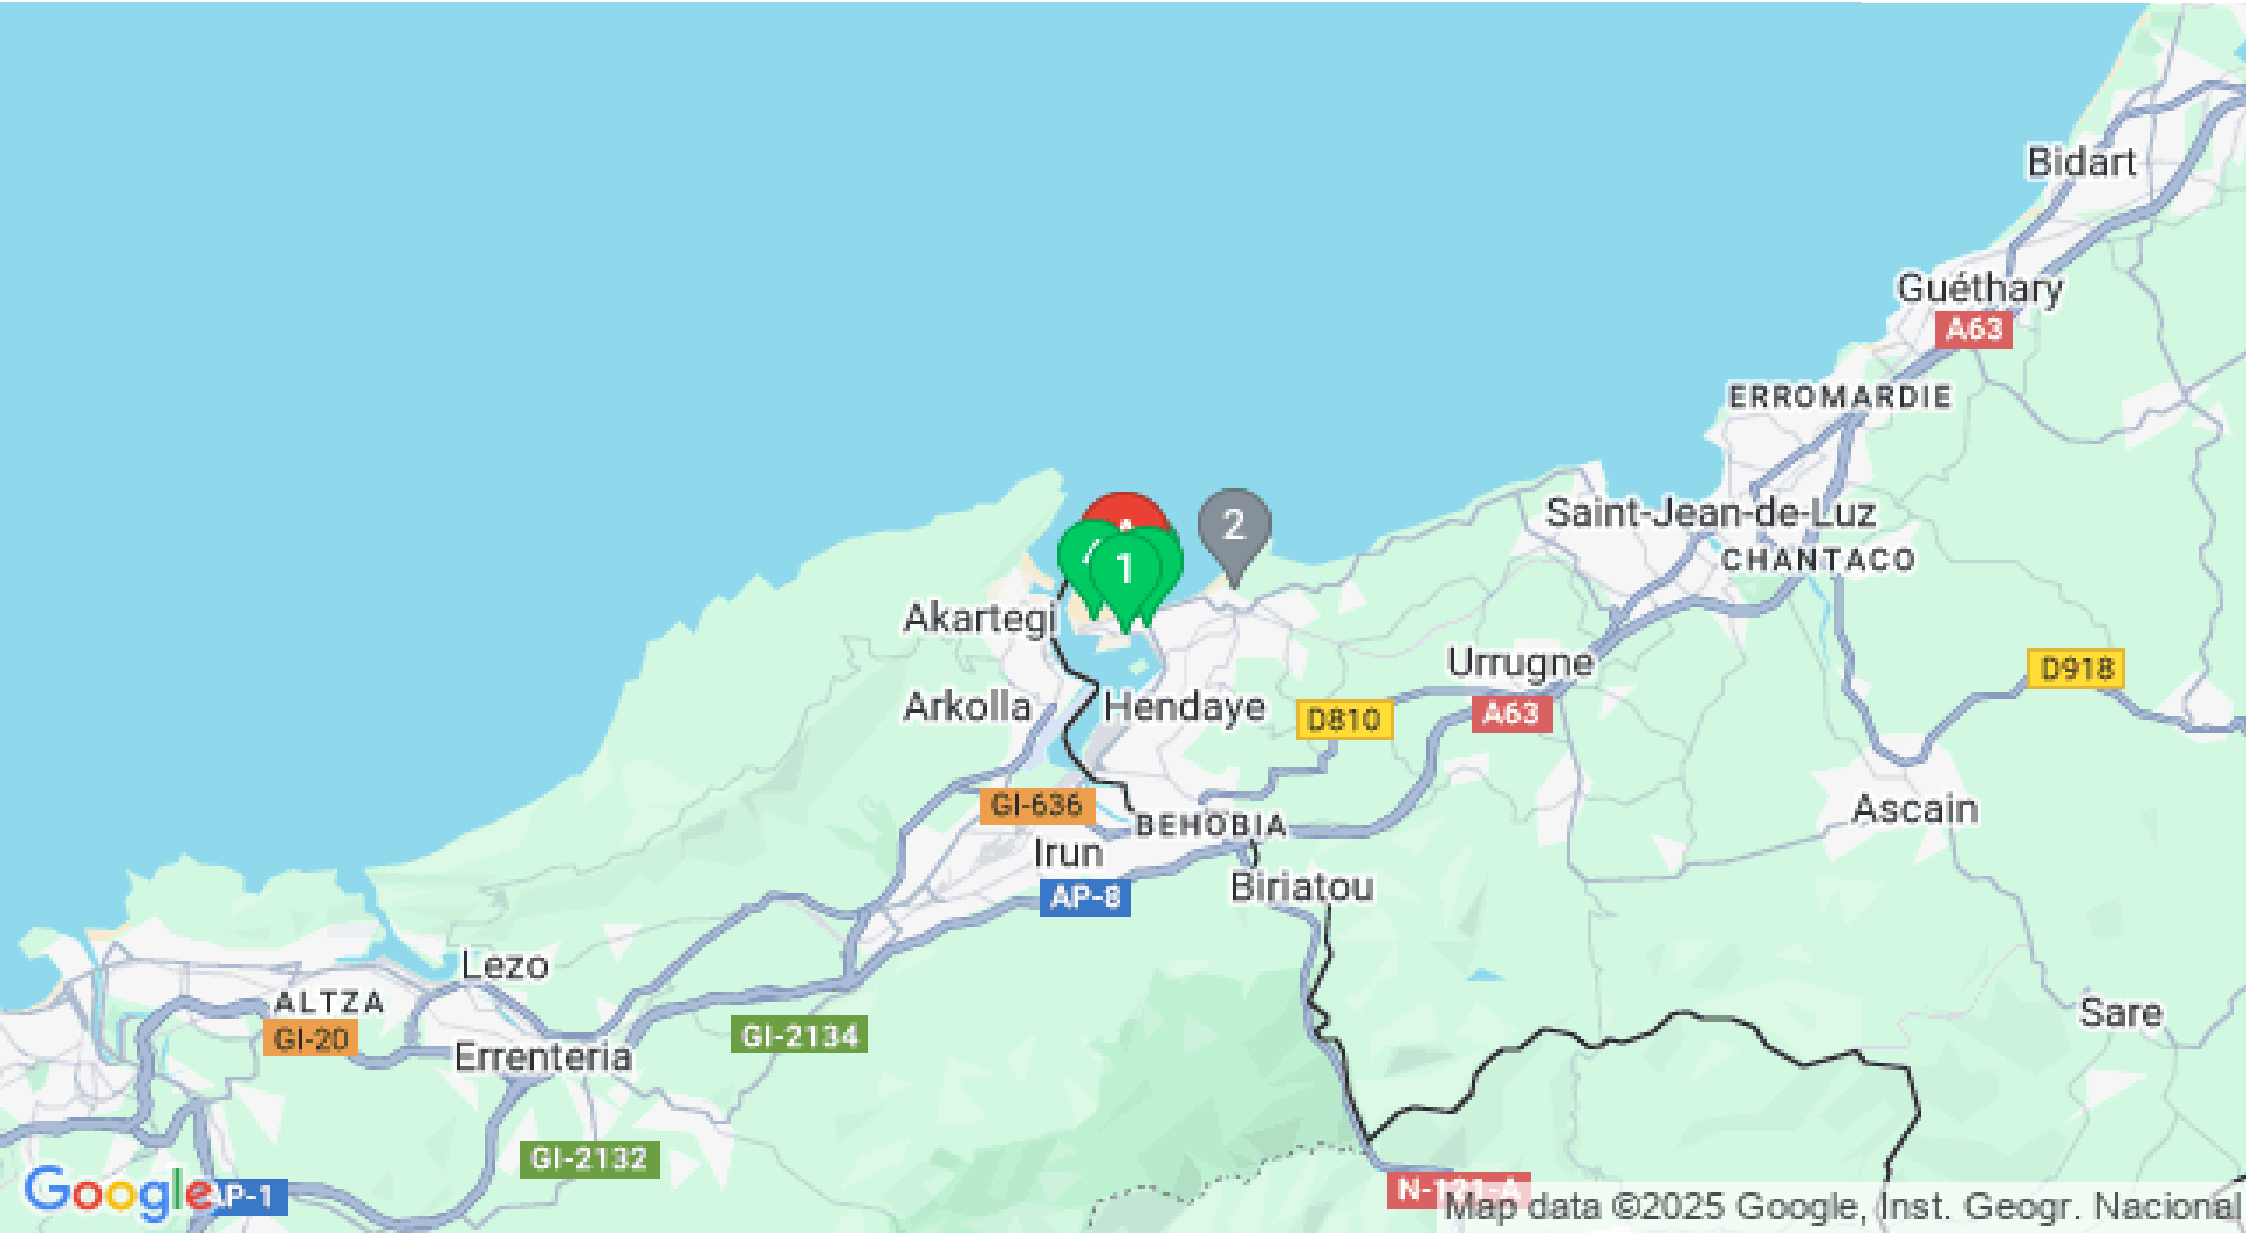 Bidart
Guéthary
A63
ERROMARDIE
2
Saint-Jean-de-Luz
1
CHANTACO
Akartegi
Urrugne
D918
Arkolla
Hendaye
D810
A63
GI-636
Ascain
BEHOBIA
Irun
Biriatou
AP-8
Lezo
ALTZA
Sare
GI-20
GI-2134
Errenteria
GI-2132
Google
AP-1
N-121-A
Map data ©2025 Google, Inst. Geogr. Nacional